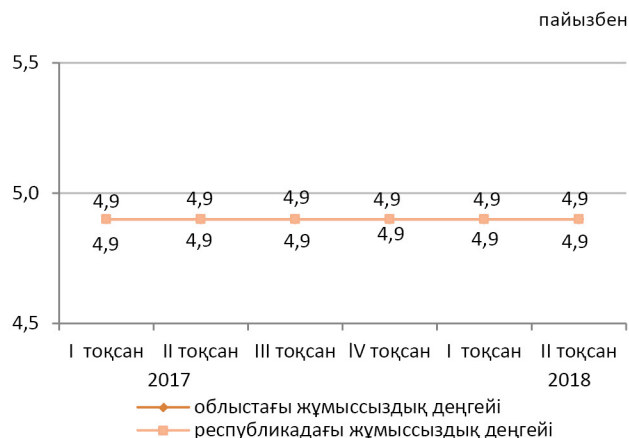 пайызбен
5,5
5,0
4,5
4,9 4,9 4,9 4,9 4,9 4,9
4,9 4,9 4,9 4,9 4,9 4,9
I тоқсан II тоқсан III тоқсан IV тоқсан I тоқсан II тоқсан
2017 2018
облыстағы жұмыссыздық деңгейі
республикадағы жұмыссыздық деңгейі